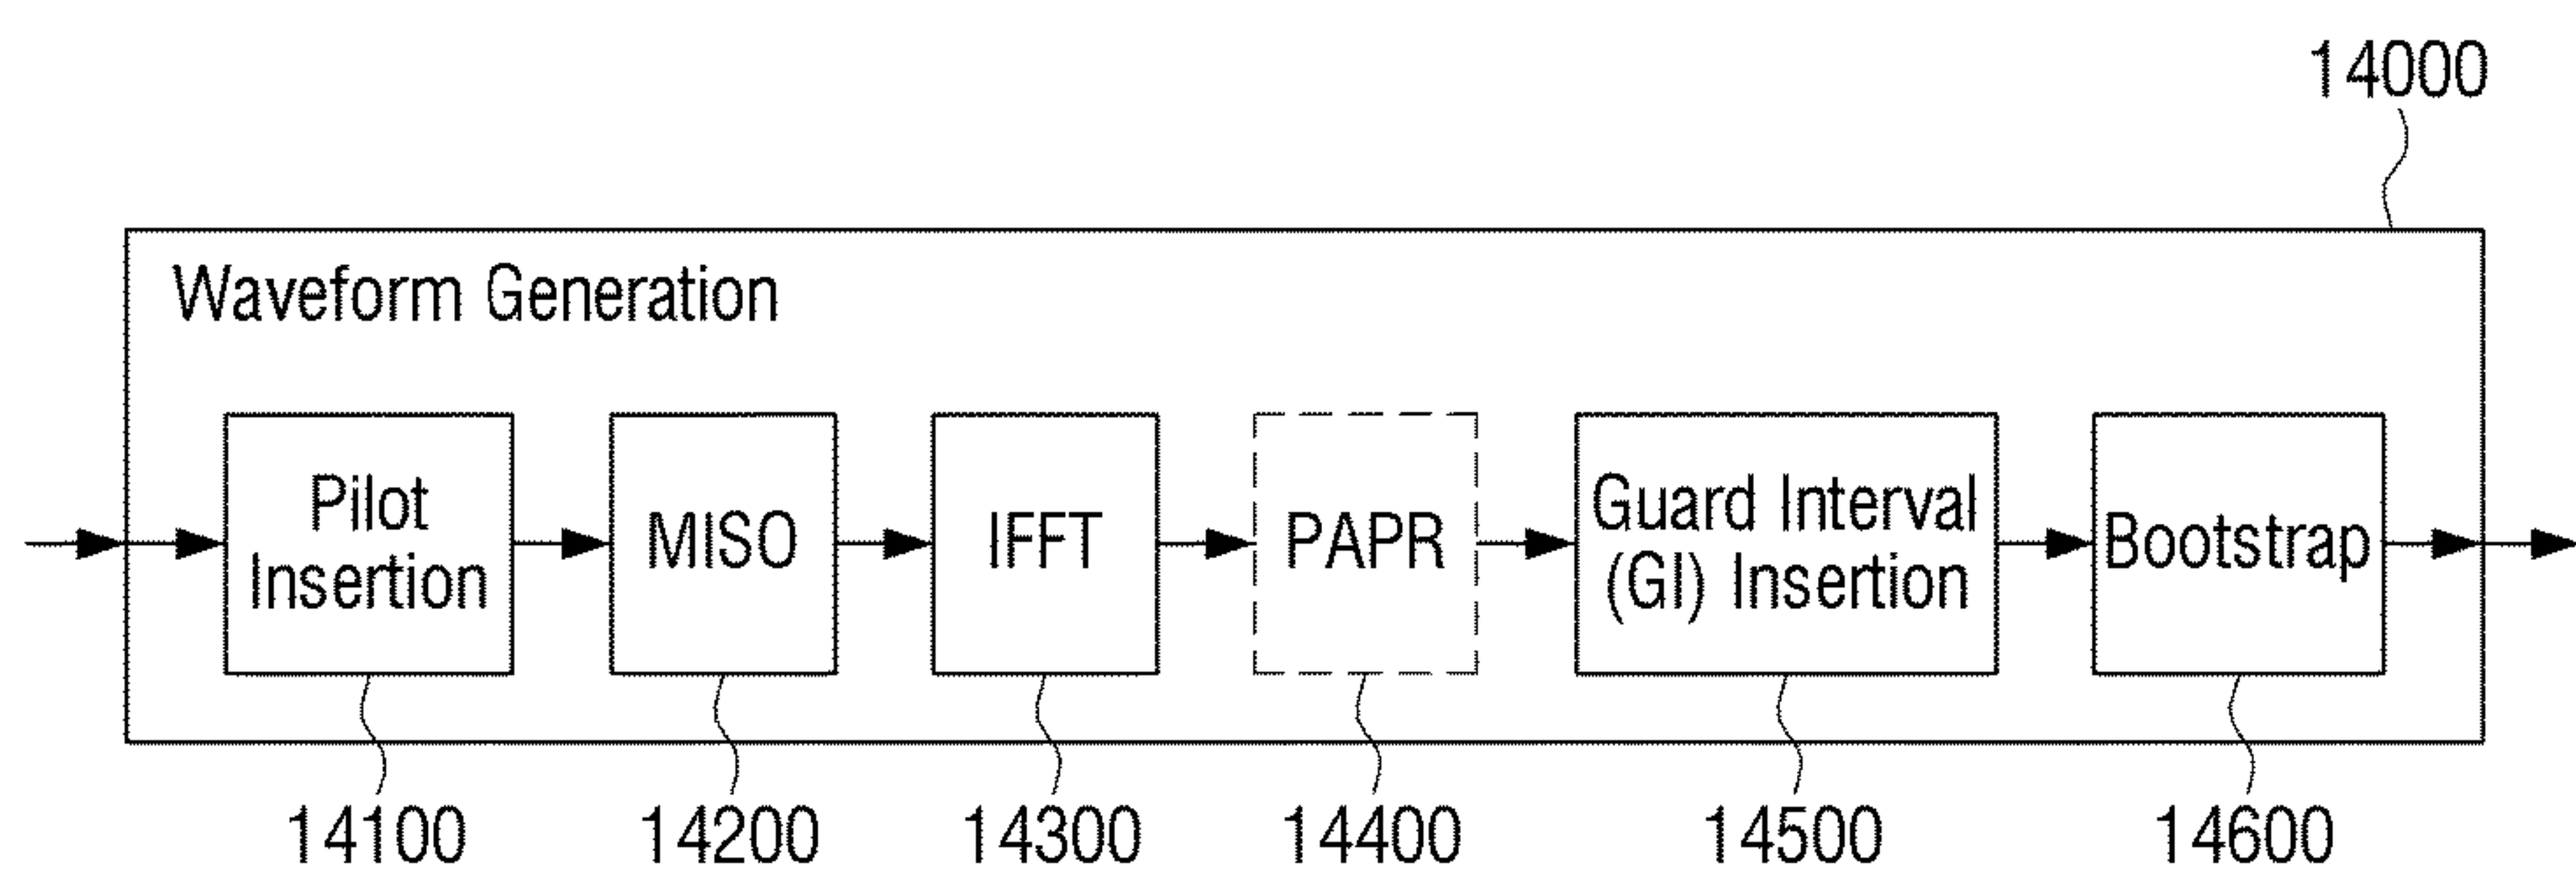 14000
Waveform Generation
Pilot
Insertion
MISO
IFFT
PAPR
Guard Interval
(GI) Insertion
Bootstrap
14100
14200
14300
14400
14500
14600